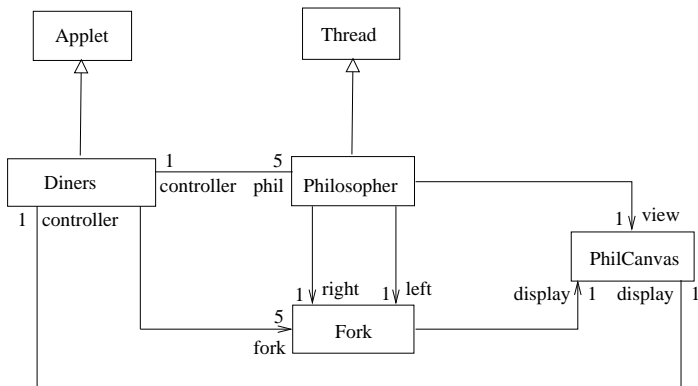 Applet
Thread
1
5
controller
phil
Diners
Philosopher
1
controller
1
view
PhilCanvas
1
right
1
left
display
1
display
1
5
fork
Fork